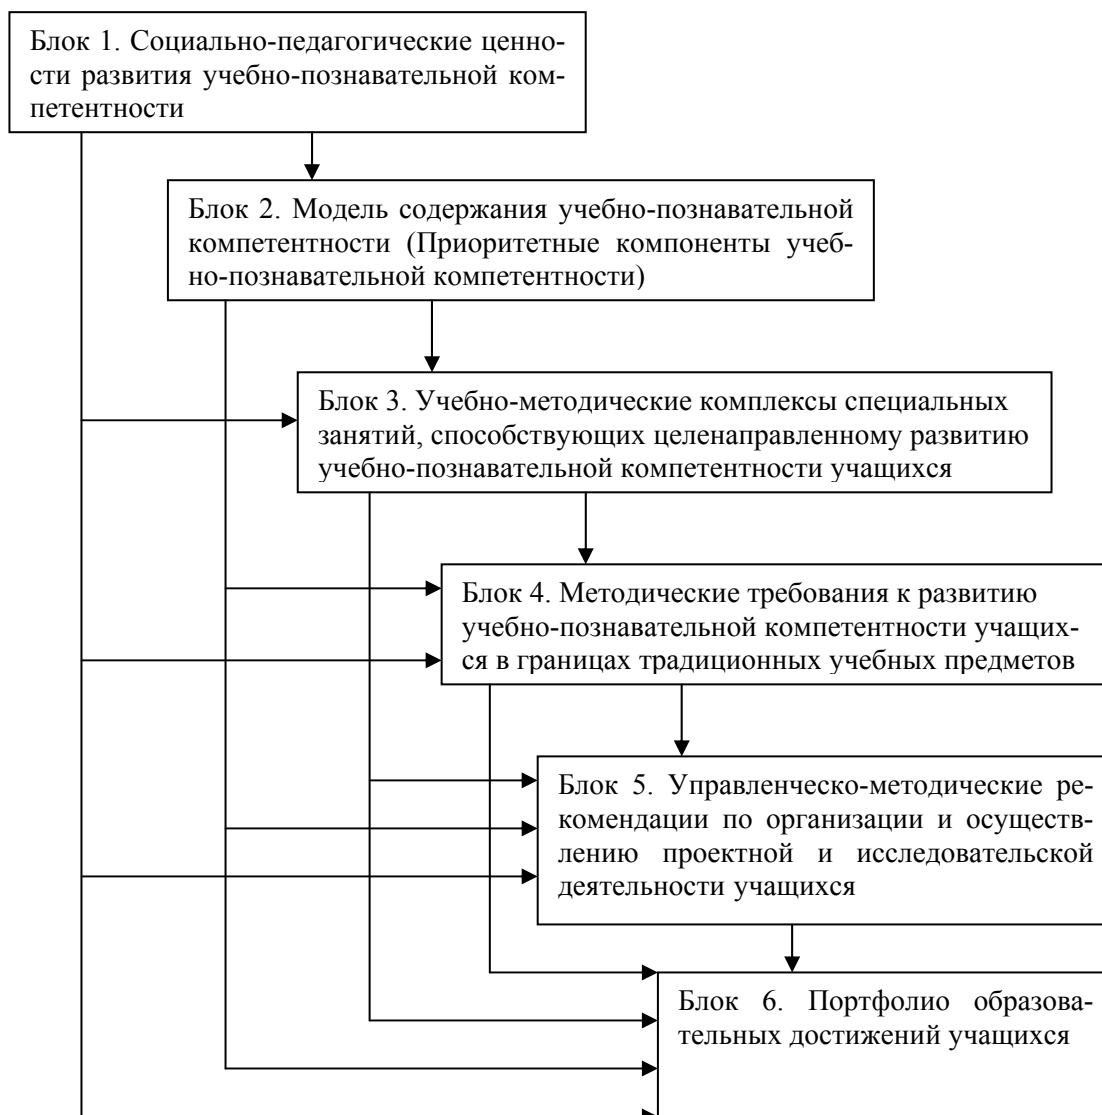 Блок 1. Социально-педагогические ценно-
сти развития учебно-познавательной ком-
петентности
Блок 2. Модель содержания учебно-познавательной
компетентности (Приоритетные компоненты учеб-
но-познавательной компетентности)
Блок 3. Учебно-методические комплексы специальных
занятий, способствующих целенаправленному развитию
учебно-познавательной компетентности учащихся
Блок 4. Методические требования к развитию
учебно-познавательной компетентности учащих-
ся в границах традиционных учебных предметов
Блок 5. Управленческо-методические ре-
комендации по организации и осуществ-
лению проектной и исследовательской
деятельности учащихся
Блок 6. Портфолио образова-
тельных достижений учащихся